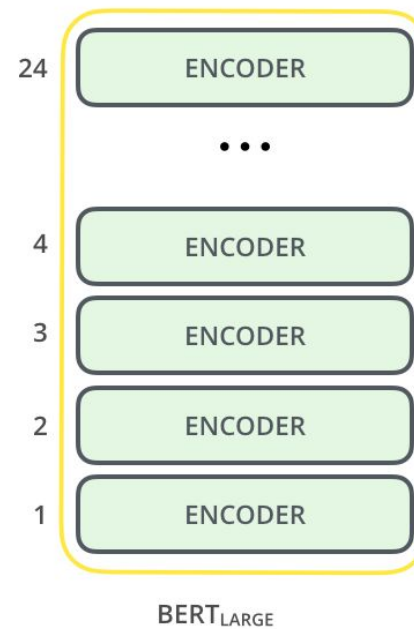 24 ENCODER
...
4 ENCODER
3 ENCODER
2 ENCODER
1 ENCODER
BERTLARGE